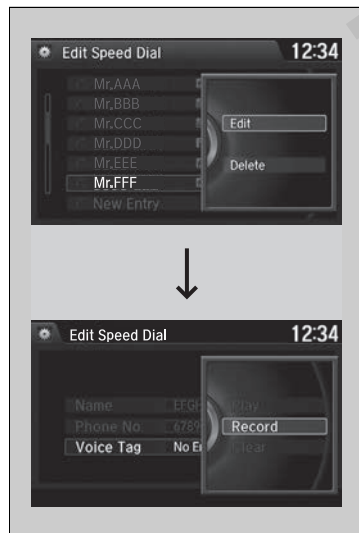 Edit Speed Dial 12:34
Mr.AAA
Mr.BBB
Mr.CCC
Mr.DDD
Mr.EEE
Mr.FFF
New Entry
Edit
Delete
Edit Speed Dial 12:34
Name
Phone No.
Voice Tag No
Play
Record
Clear